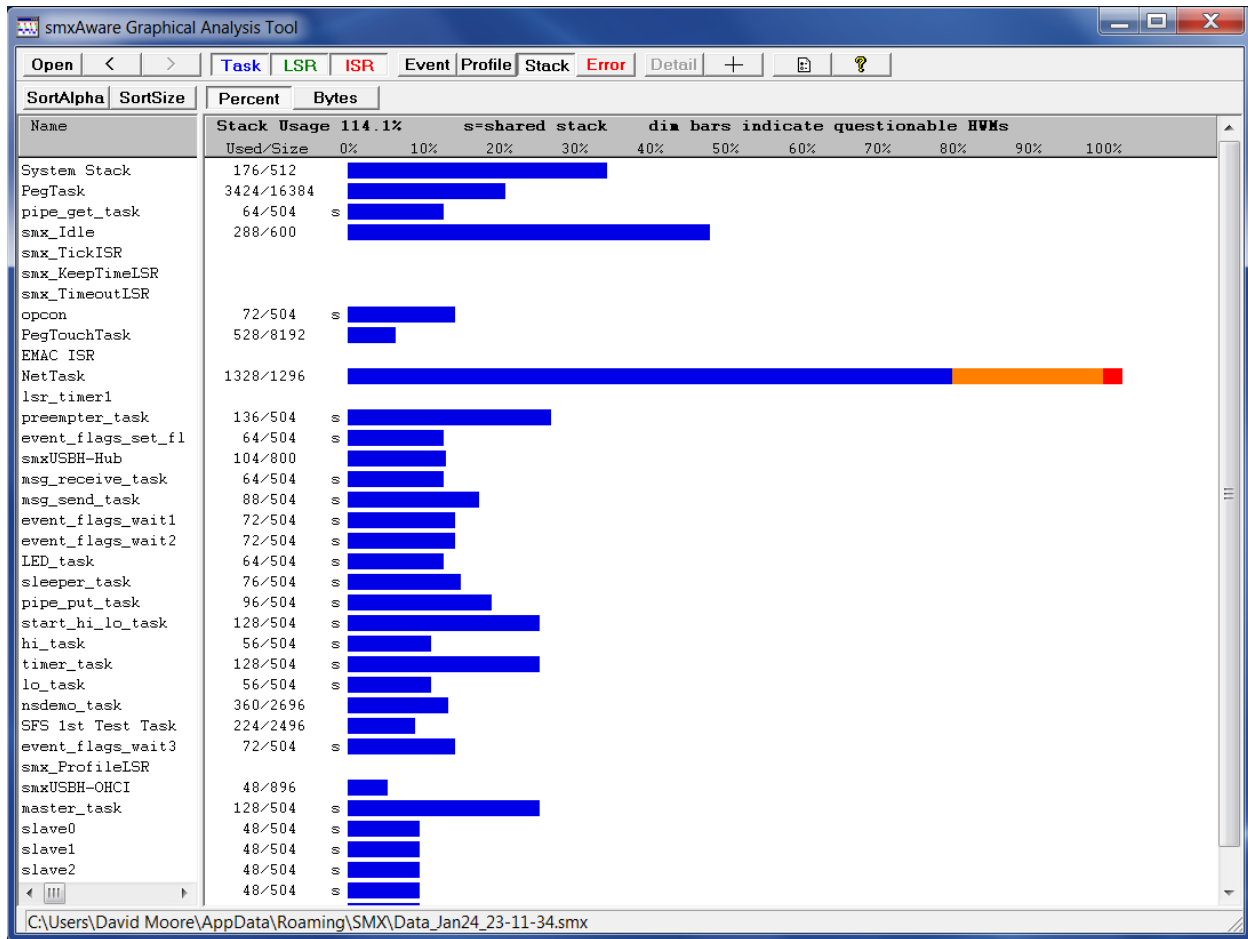 smxAware Graphical Analysis Tool
Open < > Task LSR ISR Event Profile Stack Error Detail + ?
SortAlpha SortSize Percent Bytes
Name Stack Usage 114.1% s=shared stack dim bars indicate questionable HWMs
Used/Size 0% 10% 20% 30% 40% 50% 60% 70% 80% 90% 100%
System Stack 176/512
PegTask 3424/16384
pipe_get_task 64/504 s
smx_Idle 288/600
smx_TickISR
smx_KeepTimeLSR
smx_TimeoutLSR
opcon 72/504 s
PegTouchTask 528/8192
EMAC ISR
NetTask 1328/1296
lsr_timer1
preempter_task 136/504 s
event_flags_set_fl 64/504 s
smxUSBH-Hub 104/800
msg_receive_task 64/504 s
msg_send_task 88/504 s
event_flags_wait1 72/504 s
event_flags_wait2 72/504 s
LED_task 64/504 s
sleeper_task 76/504 s
pipe_put_task 96/504 s
start_hi_lo_task 128/504 s
hi_task 56/504 s
timer_task 128/504 s
lo_task 56/504 s
nsdemo_task 360/2696
SFS 1st Test Task 224/2496
event_flags_wait3 72/504 s
smx_ProfileLSR
smxUSBH-OHCI 48/896
master_task 128/504 s
slave0 48/504 s
slave1 48/504 s
slave2 48/504 s
48/504 s
C:\Users\David Moore\AppData\Roaming\SMX\Data_Jan24_23-11-34.smx